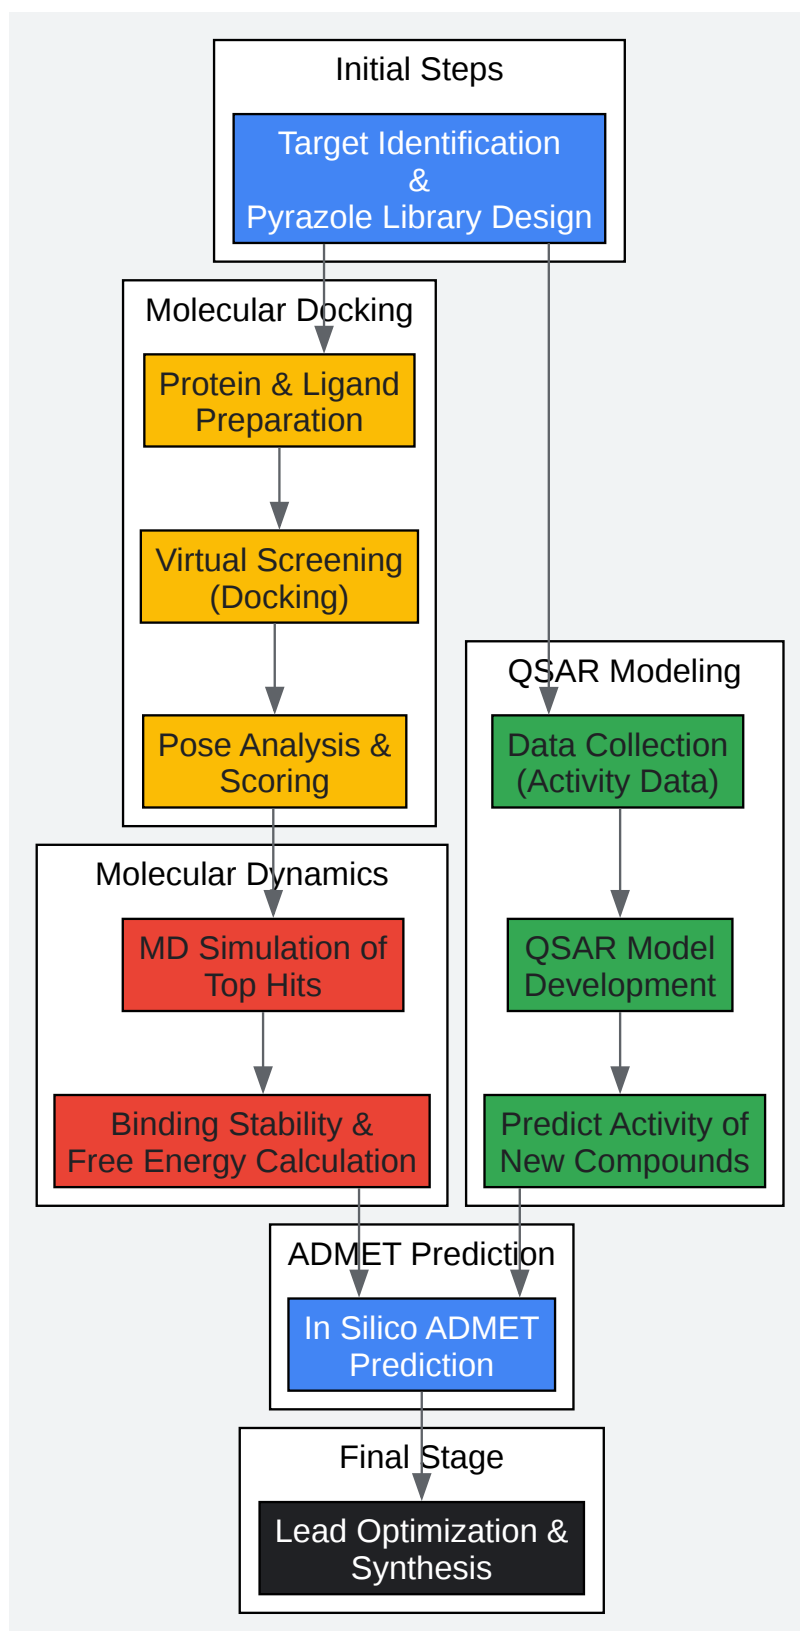 Initial Steps
Target Identification
&
Pyrazole Library Design
Molecular Docking
Protein & Ligand
Preparation
Virtual Screening
(Docking)
Pose Analysis &
Scoring
Molecular Dynamics
MD Simulation of
Top Hits
Binding Stability &
Free Energy Calculation
QSAR Modeling
Data Collection
(Activity Data)
QSAR Model
Development
Predict Activity of
New Compounds
ADMET Prediction
In Silico ADMET
Prediction
Final Stage
Lead Optimization &
Synthesis